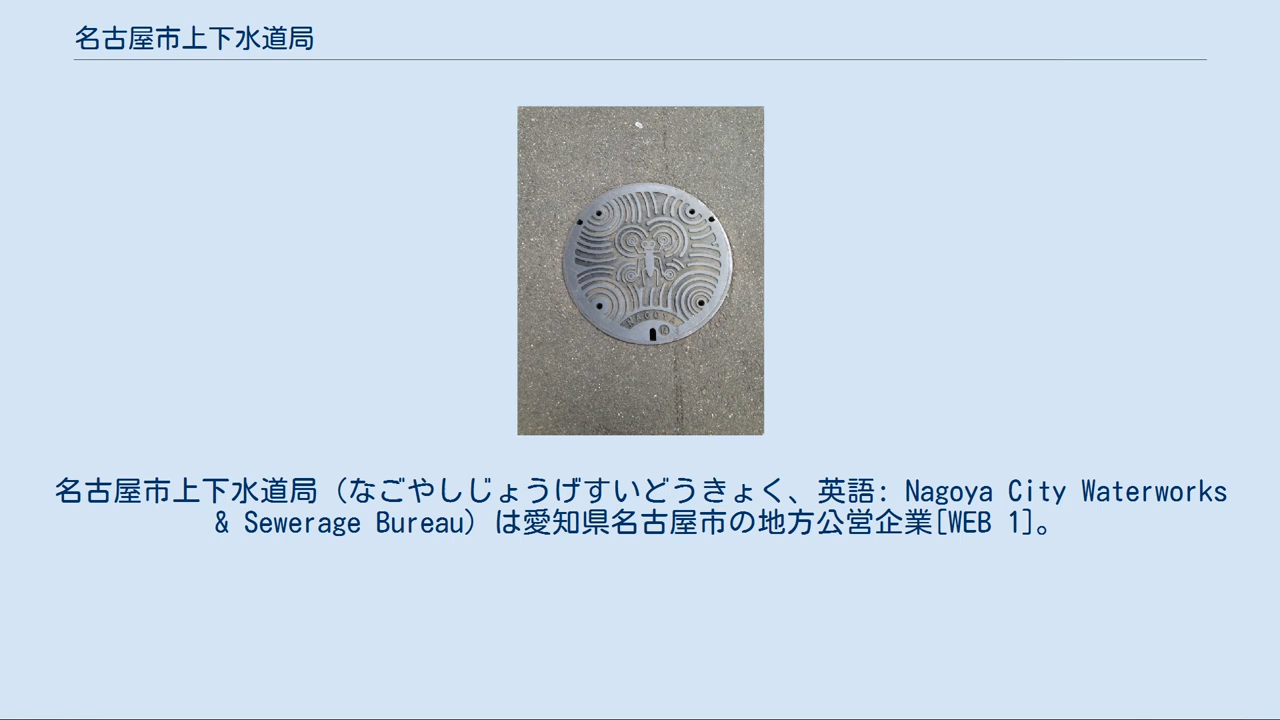 名古屋市上下水道局
NAGOYA
名古屋市上下水道局（なごやしじょうげすいどうきょく、英語: Nagoya City Waterworks
& Sewerage Bureau）は愛知県名古屋市の地方公営企業[WEB 1]。